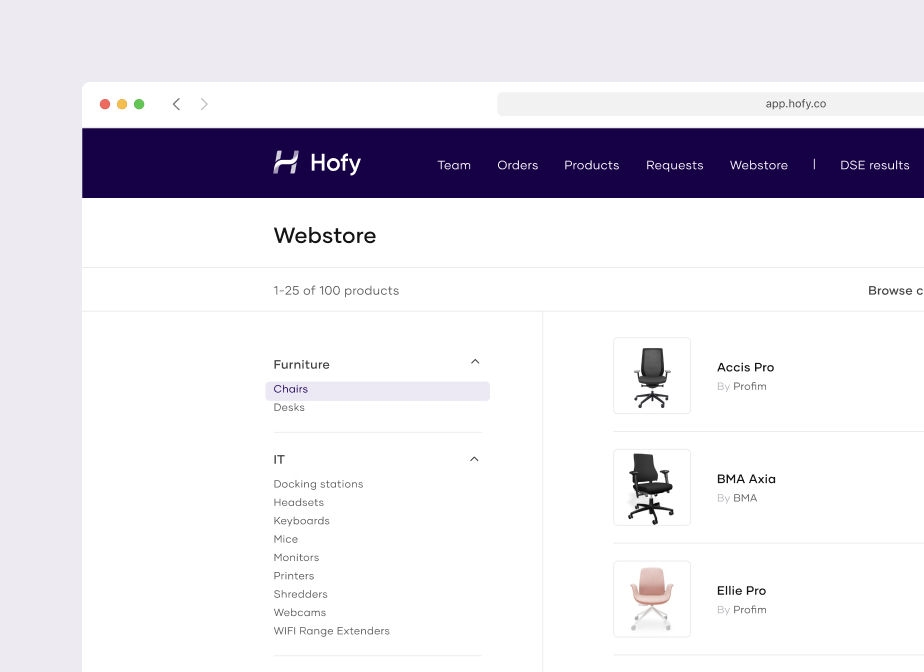 app.hofy.co
Hofy
Team Orders Products Requests Webstore | DSE results
Webstore
1-25 of 100 products
Browse c
Furniture
Chairs
Desks
IT
Docking stations
Headsets
Keyboards
Mice
Monitors
Printers
Shredders
Webcams
WIFI Range Extenders
Accis Pro
By Profim
BMA Axia
By BMA
Ellie Pro
By Profim